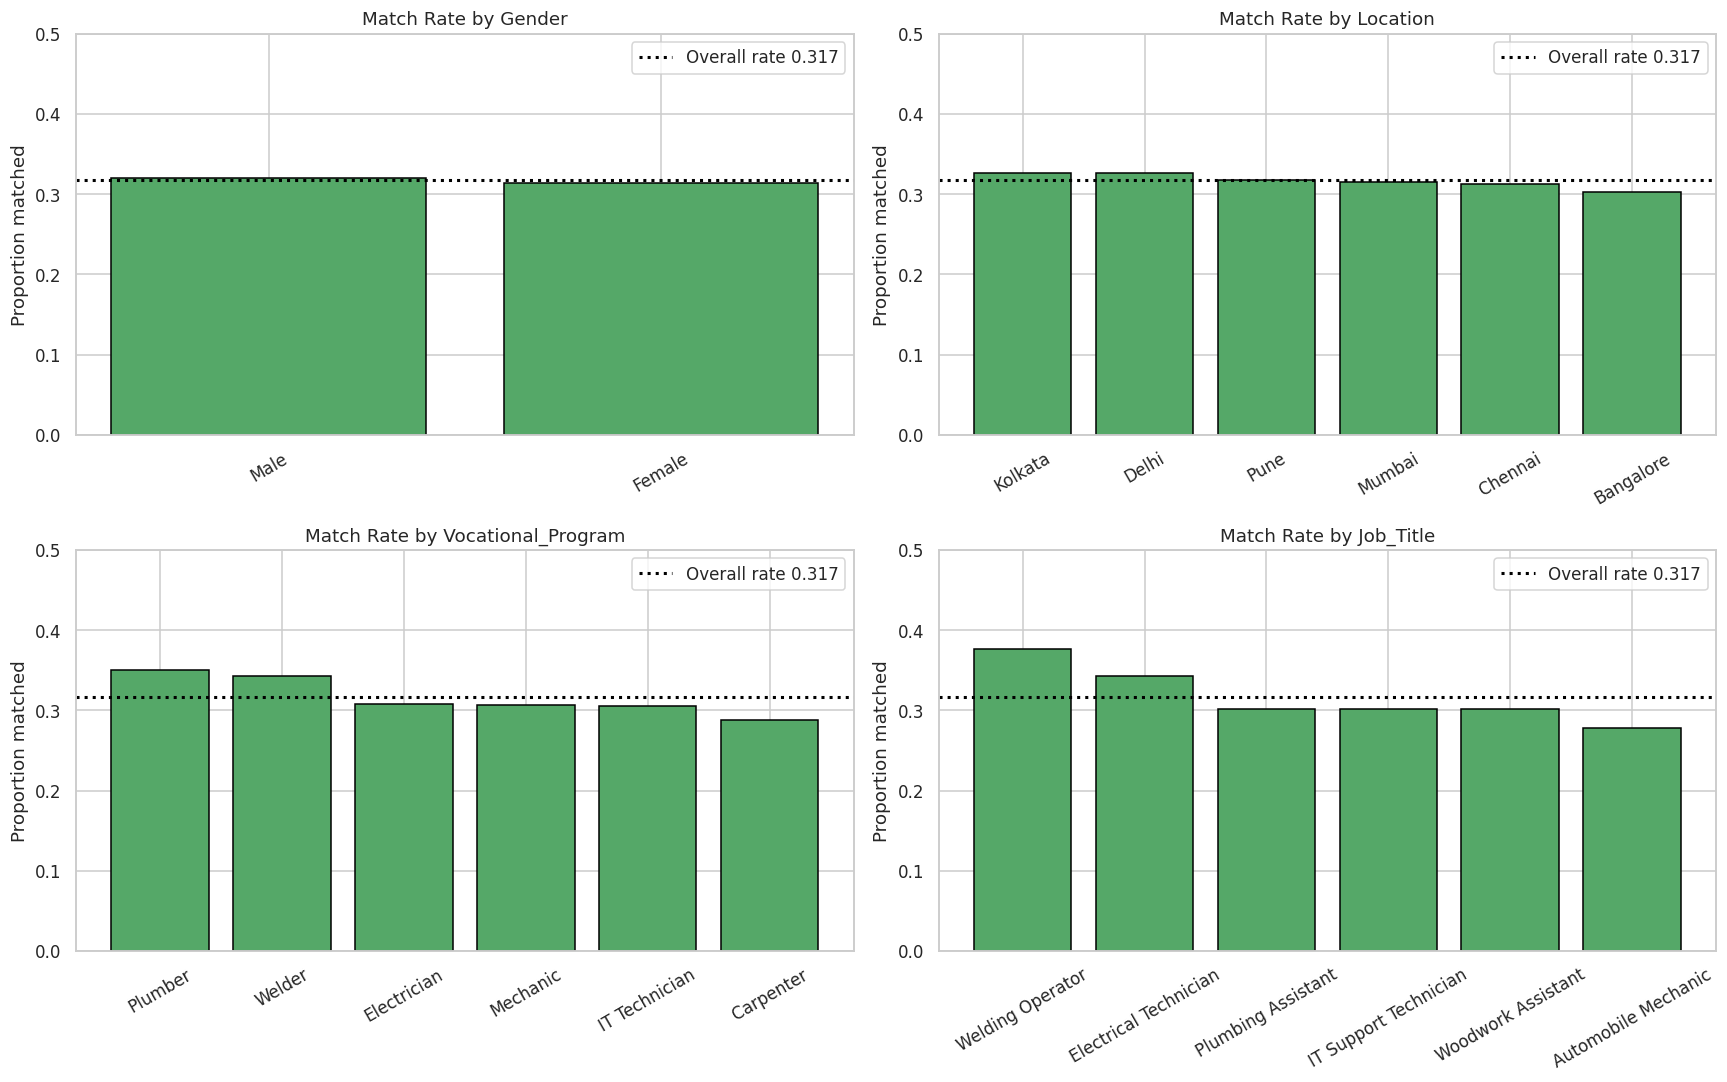 Match Rate by Gender
Proportion matched
0.5
0.4
0.3
0.2
0.1
0.0
Overall rate 0.317
Male
Female
Match Rate by Location
Proportion matched
0.5
0.4
0.3
0.2
0.1
0.0
Overall rate 0.317
Kolkata
Delhi
Pune
Mumbai
Chennai
Bangalore
Match Rate by Vocational_Program
Proportion matched
0.5
0.4
0.3
0.2
0.1
0.0
Overall rate 0.317
Plumber
Welder
Electrician
Mechanic
IT Technician
Carpenter
Match Rate by Job_Title
Proportion matched
0.5
0.4
0.3
0.2
0.1
0.0
Overall rate 0.317
Welding Operator
Electrical Technician
Plumbing Assistant
IT Support Technician
Woodwork Assistant
Automobile Mechanic